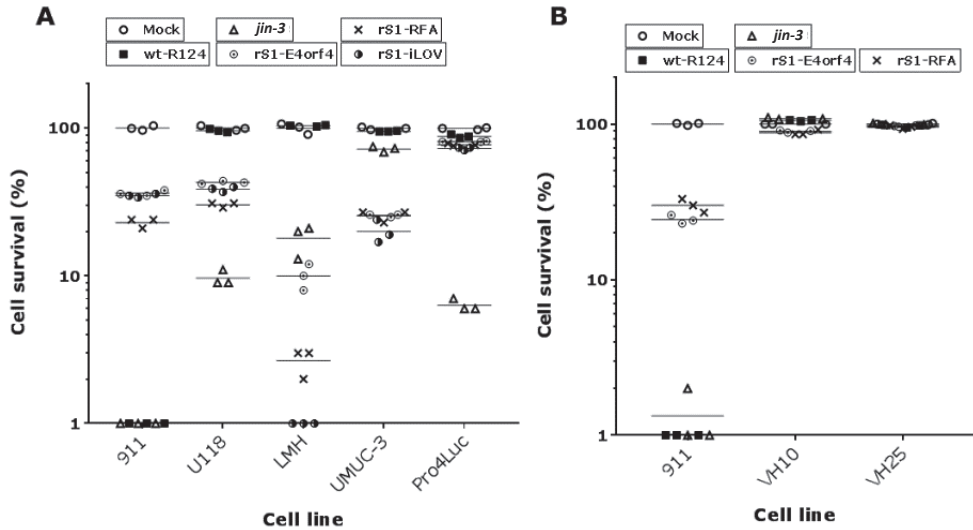 A
Mock
jin-3
rS1-RFA
wt-R124
rS1-E4orf4
rS1-iLOV
Cell survival (%)
100
10
1
911
U118
LMH
UMUC-3
Pro4Luc
Cell line
B
Mock
jin-3
wt-R124
rS1-E4orf4
rS1-RFA
Cell survival (%)
100
10
1
911
VH10
VH25
Cell line